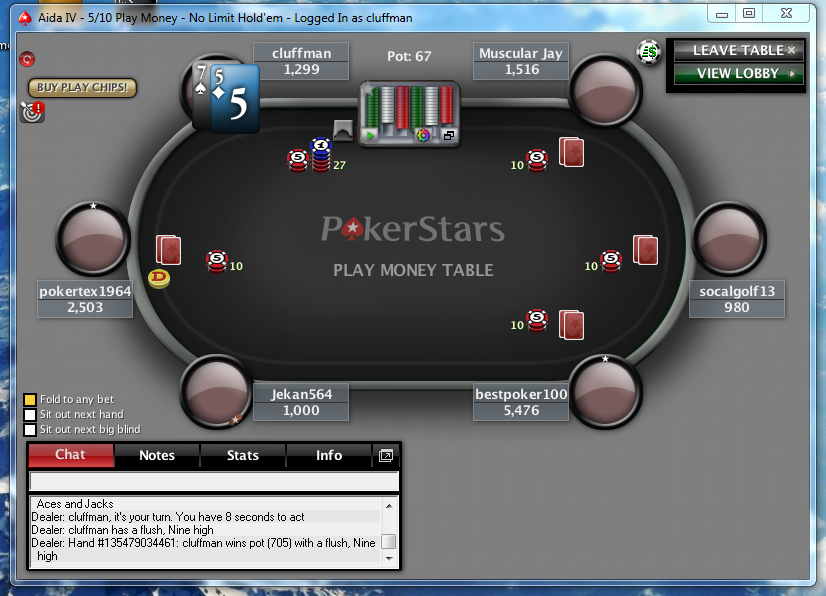 Aida IV - 5/10 Play Money - No Limit Hold'em - Logged In as cluffman
cluffman
1,299
Pot: 67
Muscular Jay
1,516
LEAVE TABLE
VIEW LOBBY
BUY PLAY CHIPS!
7
5
5
27
10
10
10
10
D
PokerStars
PLAY MONEY TABLE
pokertex1964
2,503
socalgolf13
980
Jekan564
1,000
bestpoker100
5,476
Fold to any bet
Sit out next hand
Sit out next big blind
Chat
Notes
Stats
Info
Aces and Jacks
Dealer: cluffman, it's your turn. You have 8 seconds to act
Dealer: cluffman has a flush, Nine high
Dealer: Hand #135479034461: cluffman wins pot (705) with a flush, Nine
high